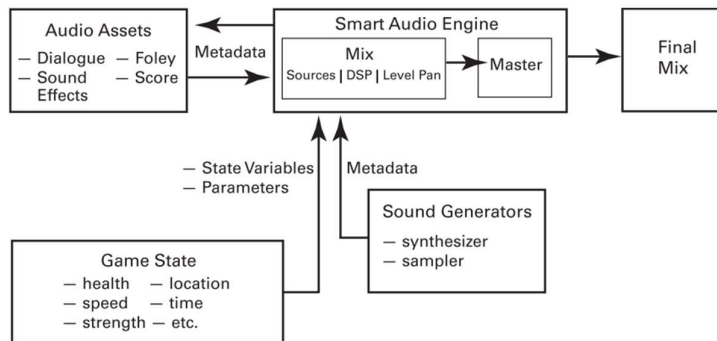 Audio Assets
— Dialogue — Foley
— Sound Effects — Score
Metadata
Smart Audio Engine
Mix
Sources | DSP | Level Pan
Master
Final
Mix
— State Variables
— Parameters
Metadata
Sound Generators
— synthesizer
— sampler
Game State
— health — location
— speed — time
— strength — etc.